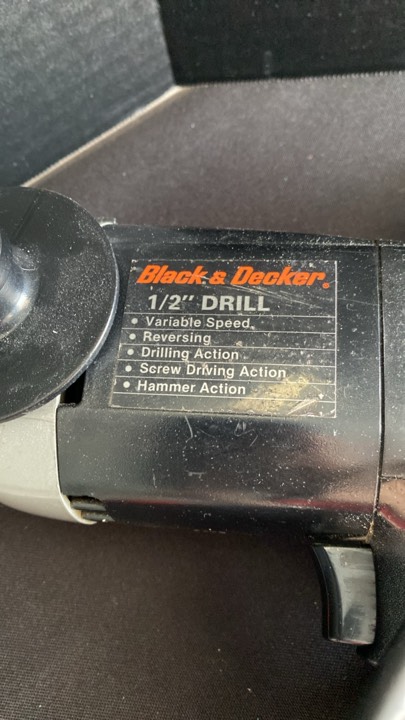 Black & Decker®
1/2" DRILL
• Variable Speed
• Reversing
• Drilling Action
• Screw Driving Action
• Hammer Action